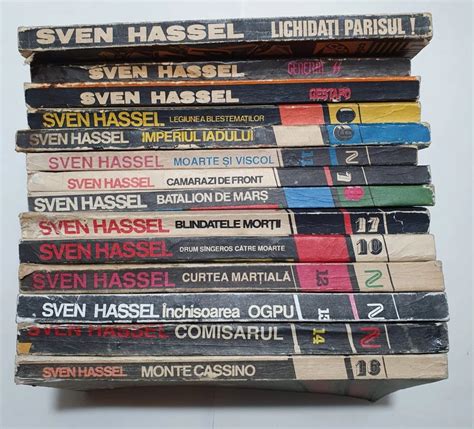 SVEN HASSEL LICHIDAȚI PARISUL !
SVEN HASSEL GENERAL SS
SVEN HASSEL GESTAPO
SVEN HASSEL LEGIUNEA BLESTEMAȚILOR
SVEN HASSEL IMPERIUL IADULUI
SVEN HASSEL MOARTE ȘI VISCOL N
SVEN HASSEL CAMARAZI DE FRONT
SVEN HASSEL BATALION DE MARȘ
SVEN HASSEL BLINDATELE MORȚII 17
SVEN HASSEL DRUM SÎNGEROS CĂTRE MOARTE 19
SVEN HASSEL CURTEA MARȚIALĂ 13 N
SVEN HASSEL ÎNCHISOAREA OGPU 15 N
SVEN HASSEL COMISARUL 14 N
SVEN HASSEL MONTE CASSINO